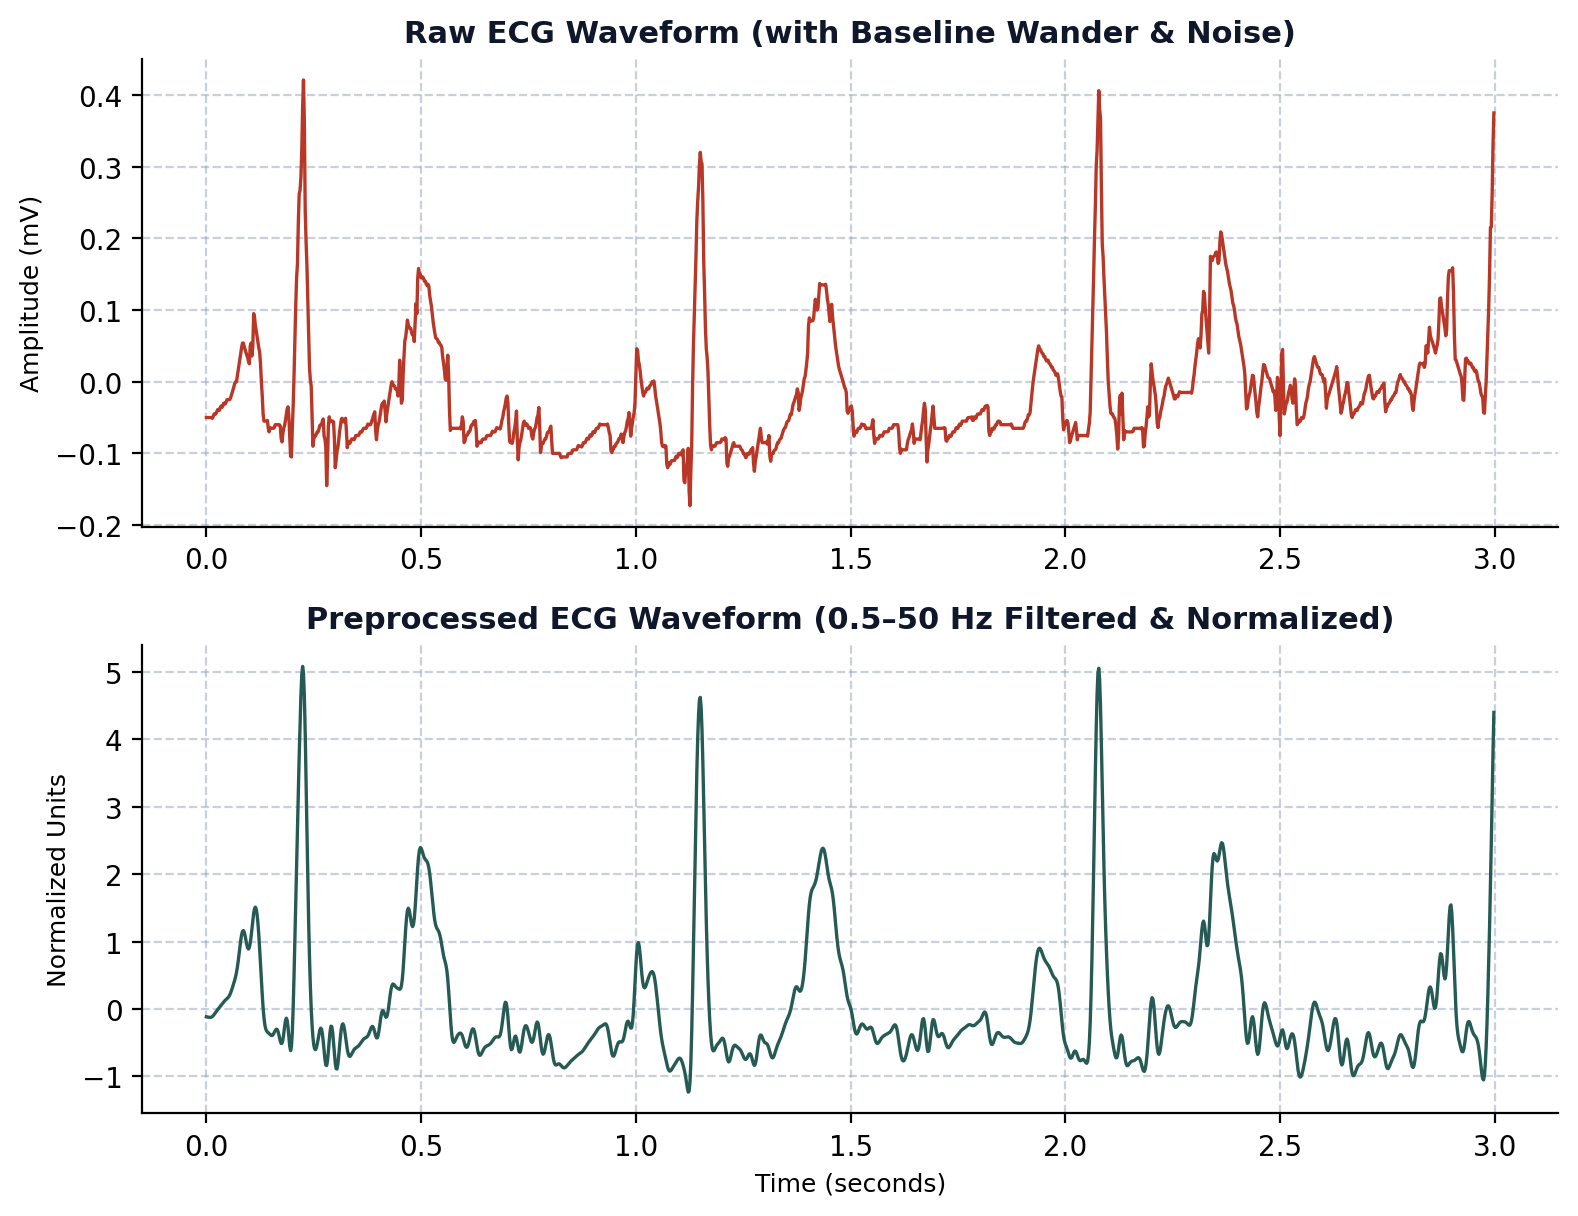 Raw ECG Waveform (with Baseline Wander & Noise)
Amplitude (mV)
0.4
0.3
0.2
0.1
0.0
−0.1
−0.2
0.0 0.5 1.0 1.5 2.0 2.5 3.0
Preprocessed ECG Waveform (0.5–50 Hz Filtered & Normalized)
Normalized Units
5
4
3
2
1
0
−1
0.0 0.5 1.0 1.5 2.0 2.5 3.0
Time (seconds)